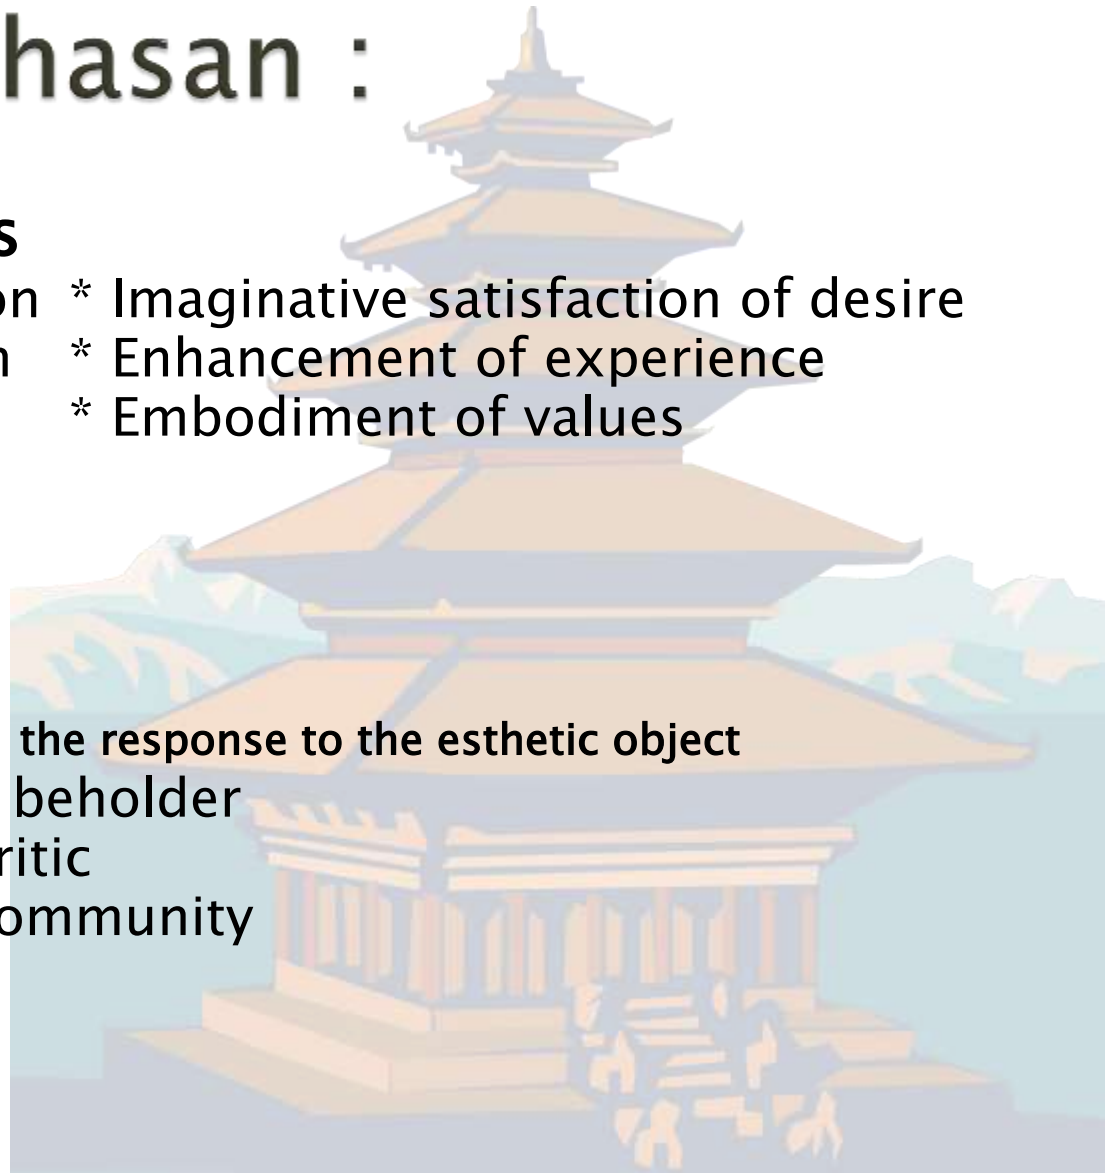 hasan :
s
on * Imaginative satisfaction of desire
n * Enhancement of experience
* Embodiment of values
the response to the esthetic object
beholder
ritic
ommunity